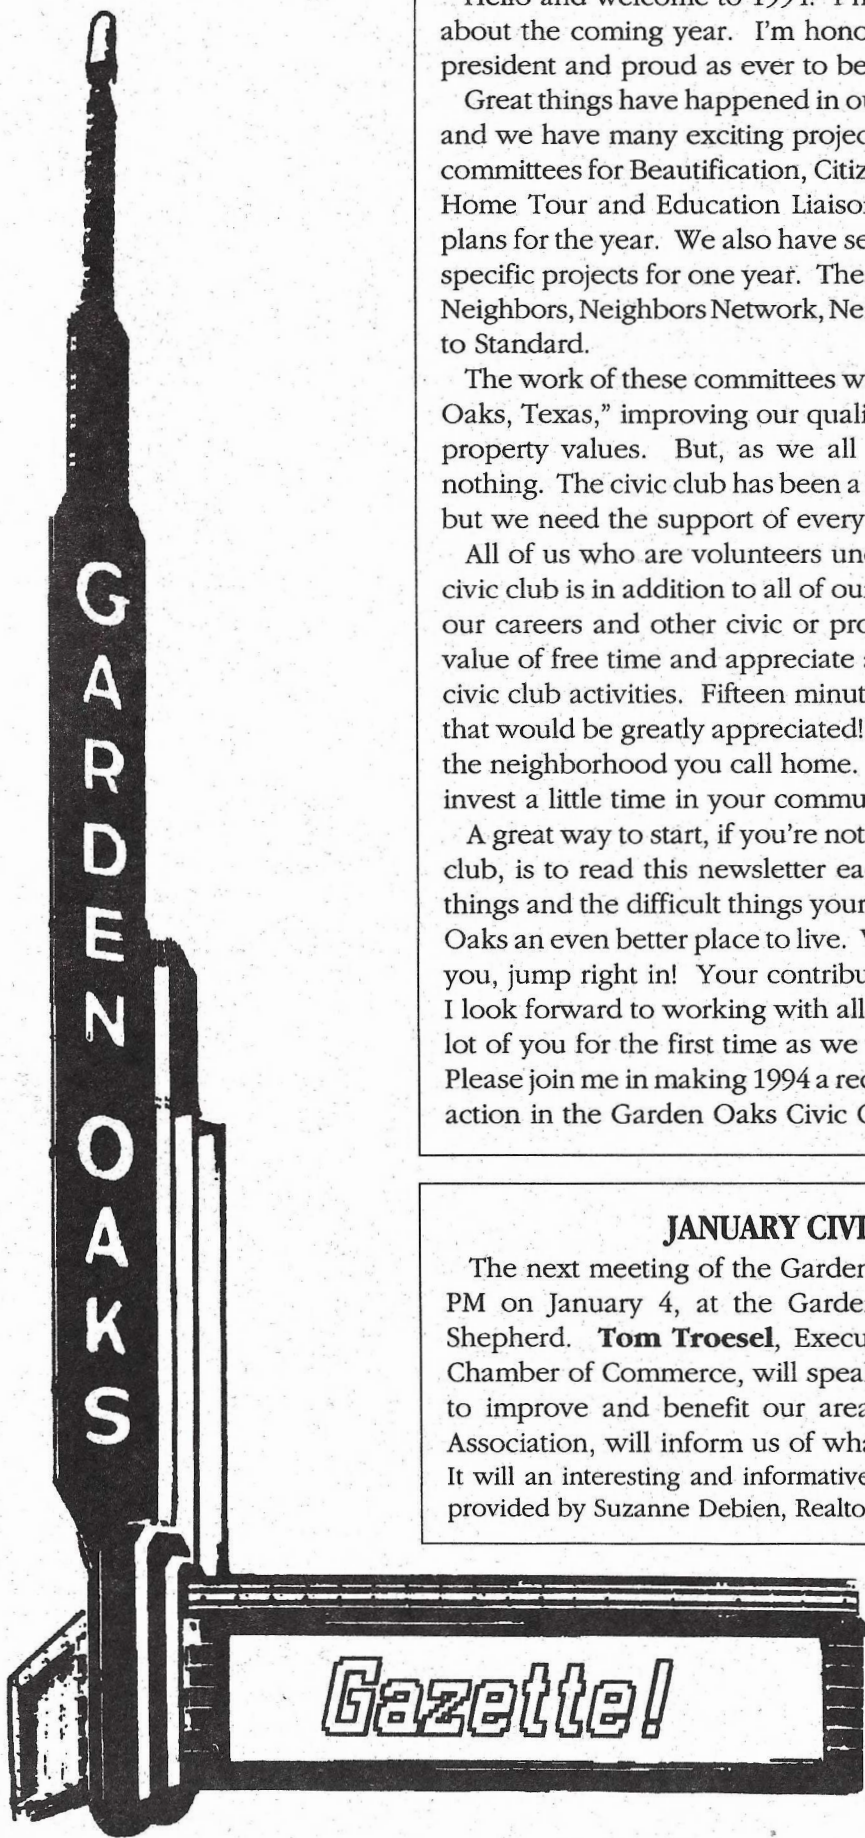 GARDEN OAKS
Gazette!
Hello and welcome to 1994.
about the coming year. I'm hono
president and proud as ever to be
Great things have happened in ou
and we have many exciting projec
committees for Beautification, Citiz
Home Tour and Education Liaison
plans for the year. We also have se
specific projects for one year. The
Neighbors, Neighbors Network, Ne
to Standard.
The work of these committees w
Oaks, Texas," improving our quali
property values. But, as we all
nothing. The civic club has been a
but we need the support of every
All of us who are volunteers und
civic club is in addition to all of our
our careers and other civic or pro
value of free time and appreciate a
civic club activities. Fifteen minut
that would be greatly appreciated!
the neighborhood you call home.
invest a little time in your commu
A great way to start, if you're not
club, is to read this newsletter ea
things and the difficult things your
Oaks an even better place to live. W
you, jump right in! Your contribu
I look forward to working with all
lot of you for the first time as we
Please join me in making 1994 a rec
action in the Garden Oaks Civic C
JANUARY CIVI
The next meeting of the Garden
PM on January 4, at the Garde
Shepherd. Tom Troesel, Execu
Chamber of Commerce, will spea
to improve and benefit our area
Association, will inform us of wha
It will an interesting and informative
provided by Suzanne Debien, Realto